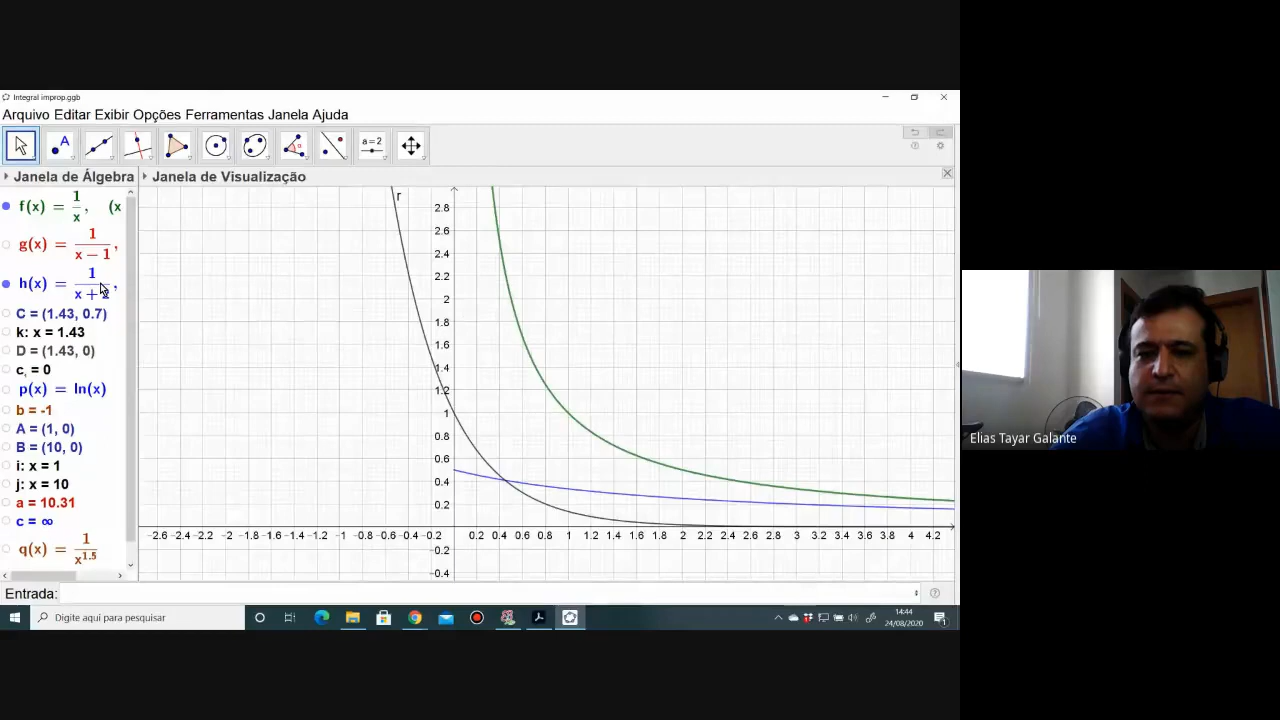 Integral improp.ggb
Arquivo Editar Exibir Opções Ferramentas Janela Ajuda
A
a=2
Janela de Álgebra
Janela de Visualização
f(x) = 1/x, (x
g(x) = 1/(x − 1),
h(x) = 1/(x +
C = (1.43, 0.7)
k: x = 1.43
D = (1.43, 0)
c, = 0
p(x) = ln(x)
b = -1
A = (1, 0)
B = (10, 0)
i: x = 1
j: x = 10
a = 10.31
c = ∞
q(x) = 1/x^1.5
r
2.8
2.6
2.4
2.2
2
1.8
1.6
1.4
1.2
1
0.8
0.6
0.4
0.2
-0.2
-0.4
-2.6 -2.4 -2.2 -2 -1.8 -1.6 -1.4 -1.2 -1 -0.8 -0.6 -0.4 -0.2 0.2 0.4 0.6 0.8 1 1.2 1.4 1.6 1.8 2 2.2 2.4 2.6 2.8 3 3.2 3.4 3.6 3.8 4 4.2
Entrada:
Digite aqui para pesquisar
14:44
24/08/2020
Elias Tayar Galante